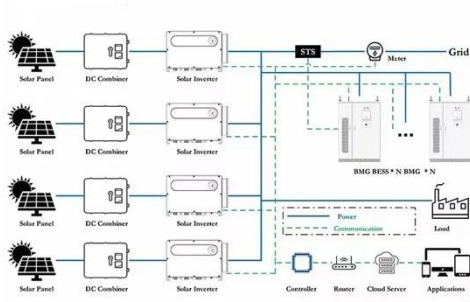 STS
Meter
Grid
Solar Panel
DC Combiner
Solar Inverter
Solar Panel
DC Combiner
Solar Inverter
BMG BESS * N BMG * N
Solar Panel
DC Combiner
Solar Inverter
Power
Communication
Load
Solar Panel
DC Combiner
Solar Inverter
Controller
Router
Cloud Server
Applications